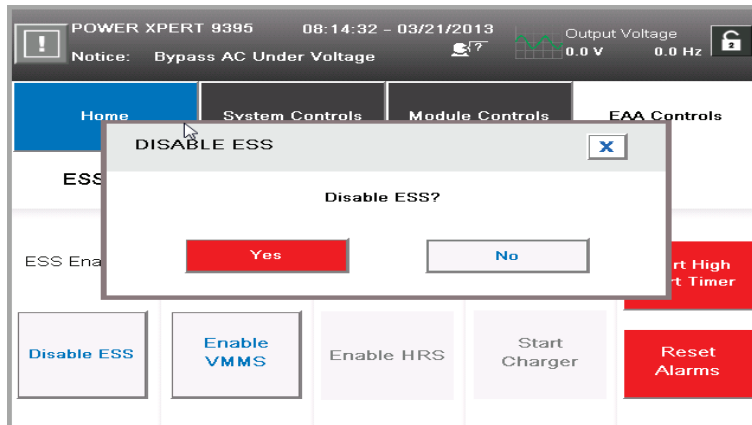 POWER XPERT 9395 08:14:32 - 03/21/2013 Output Voltage
! Notice: Bypass AC Under Voltage ? 0.0 V 0.0 Hz 2
Home System Controls Module Controls EAA Controls
DISABLE ESS X
ESS
Disable ESS?
ESS Ena Yes No rt High
rt Timer
Disable ESS
Enable
VMMS
Enable HRS
Start
Charger
Reset
Alarms